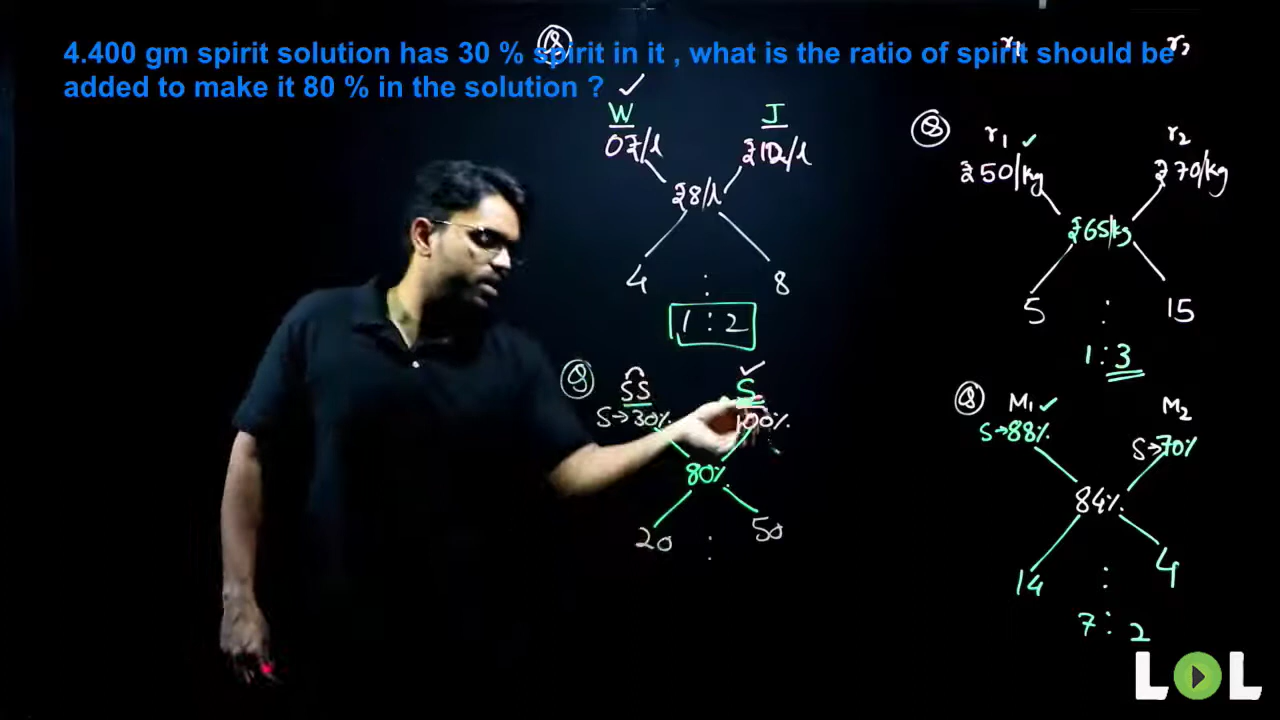 4.400 gm spirit solution has 30 % spirit in it , what is the ratio of spirit should be
added to make it 80 % in the solution ?
Q
r₁ r₂
W J
0₹/l ₹12/l
₹8/l
4 : 8
1 : 2
Q SS S
S→30% 100%
80%
20 : 50
Q r₁ r₂
₹50/kg ₹70/kg
₹65/kg
5 : 15
1 : 3
Q M₁ M₂
S→88% S→70%
84%
14 : 4
7 : 2
LOL